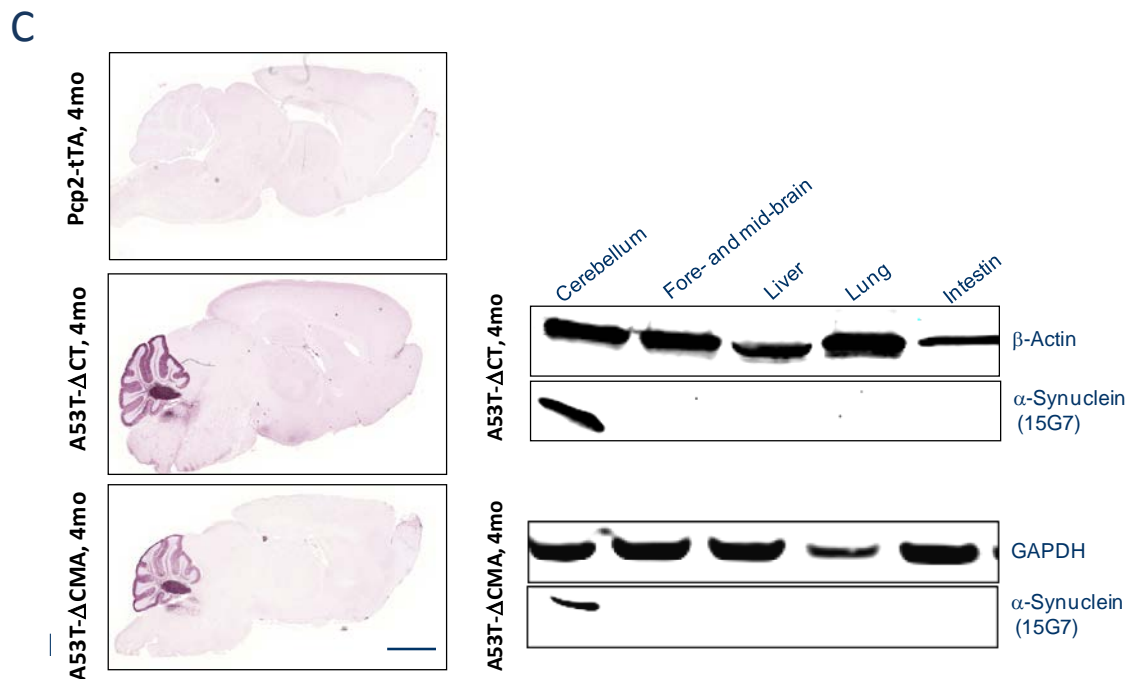 C
Pcp2-tTA, 4mo
A53T-ΔCT, 4mo
A53T-ΔCMA, 4mo
Cerebellum
Fore- and mid-brain
Liver
Lung
Intestin
A53T-ΔCT, 4mo
β-Actin
α-Synuclein
(15G7)
A53T-ΔCMA, 4mo
GAPDH
α-Synuclein
(15G7)